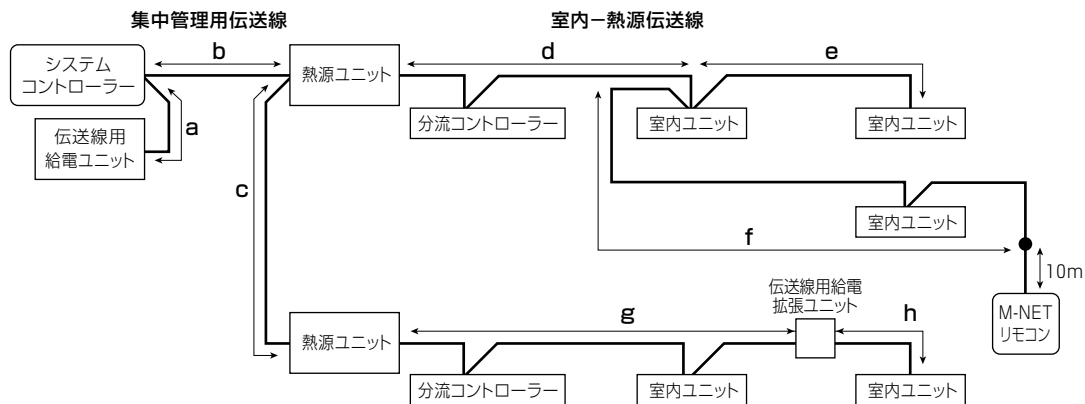 集中管理用伝送線
室内－熱源伝送線
システム
コントローラー
b
熱源ユニット
d
e
分流コントローラー
室内ユニット
室内ユニット
伝送線用
給電ユニット
a
c
室内ユニット
f
10m
M-NET
リモコン
伝送線用給電
拡張ユニット
熱源ユニット
g
h
分流コントローラー
室内ユニット
室内ユニット